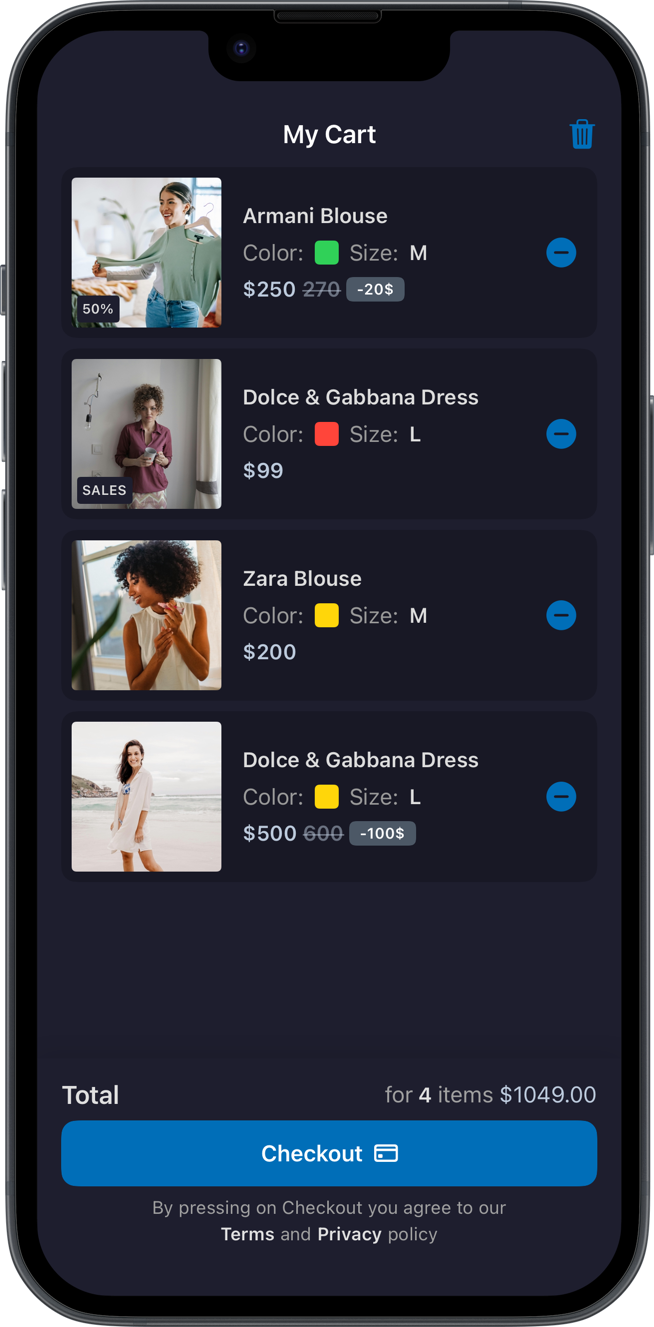 My Cart
Armani Blouse
Color: Size: M
$250 270 -20$
50%
Dolce & Gabbana Dress
Color: Size: L
$99
SALES
Zara Blouse
Color: Size: M
$200
Dolce & Gabbana Dress
Color: Size: L
$500 600 -100$
Total for 4 items $1049.00
Checkout
By pressing on Checkout you agree to our
Terms and Privacy policy